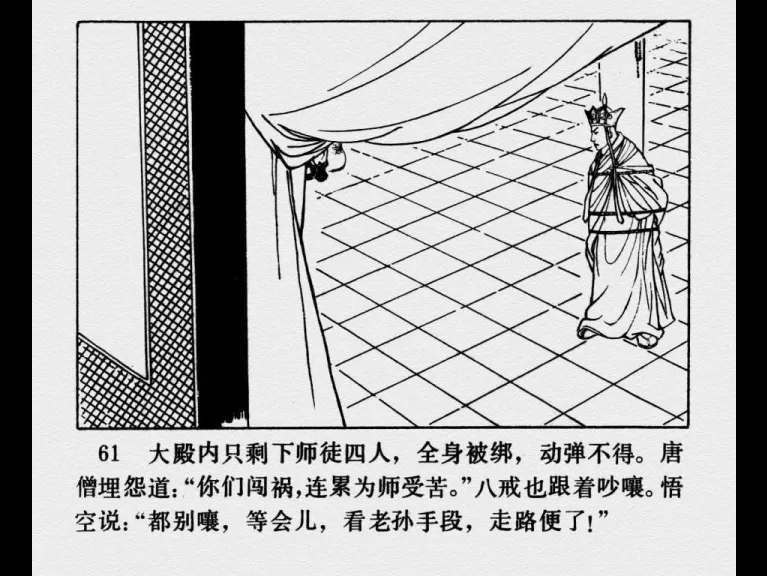 61 大殿内只剩下师徒四人，全身被绑，动弹不得。唐
僧埋怨道：“你们闯祸，连累为师受苦。”八戒也跟着吵嚷。悟
空说：“都别嚷，等会儿，看老孙手段，走路便了！”